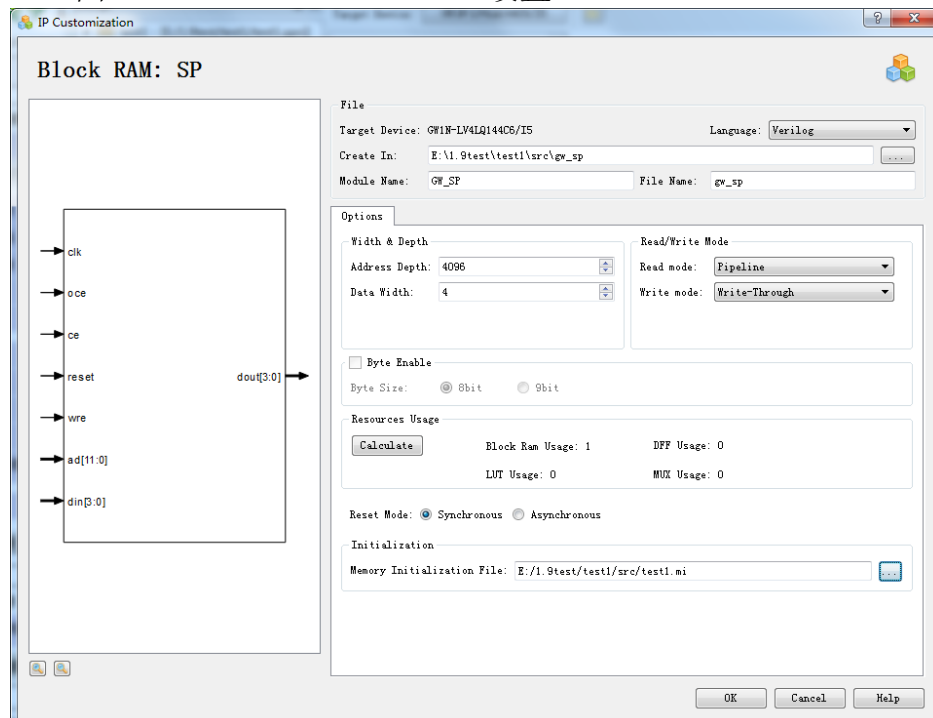 IP Customization
Block RAM: SP
File
Target Device: GW1N-LV4LQ144C6/I5 Language: Verilog
Create In: E:\1.9test\test1\src\gw_sp ...
Module Name: GW_SP File Name: gw_sp
Options
Width & Depth Read/Write Mode
Address Depth: 4096 Read mode: Pipeline
Data Width: 4 Write mode: Write-Through
Byte Enable
Byte Size: 8bit 9bit
Resources Usage
Calculate Block Ram Usage: 1 DFF Usage: 0
LUT Usage: 0 MUX Usage: 0
Reset Mode: Synchronous Asynchronous
Initialization
Memory Initialization File: E:/1.9test/test1/src/test1.mi ...
clk
oce
ce
reset dout[3:0]
wre
ad[11:0]
din[3:0]
OK Cancel Help